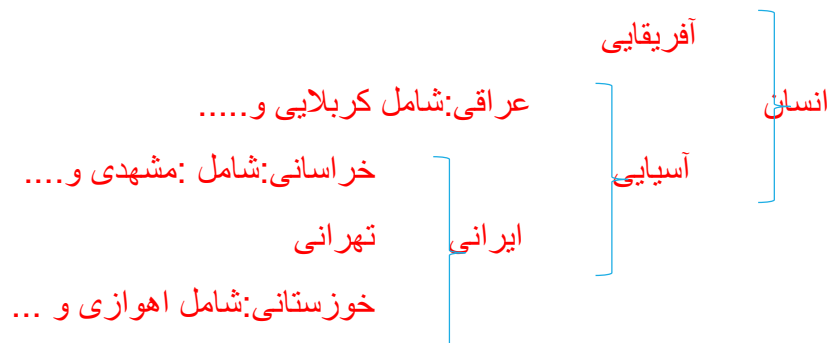 آفریقایی
انسان
عراقی:شامل کربلایی و.....
آسیایی
خراسانی:شامل :مشهدی و....
ایرانی
تهرانی
خوزستانی:شامل اهوازی و ...